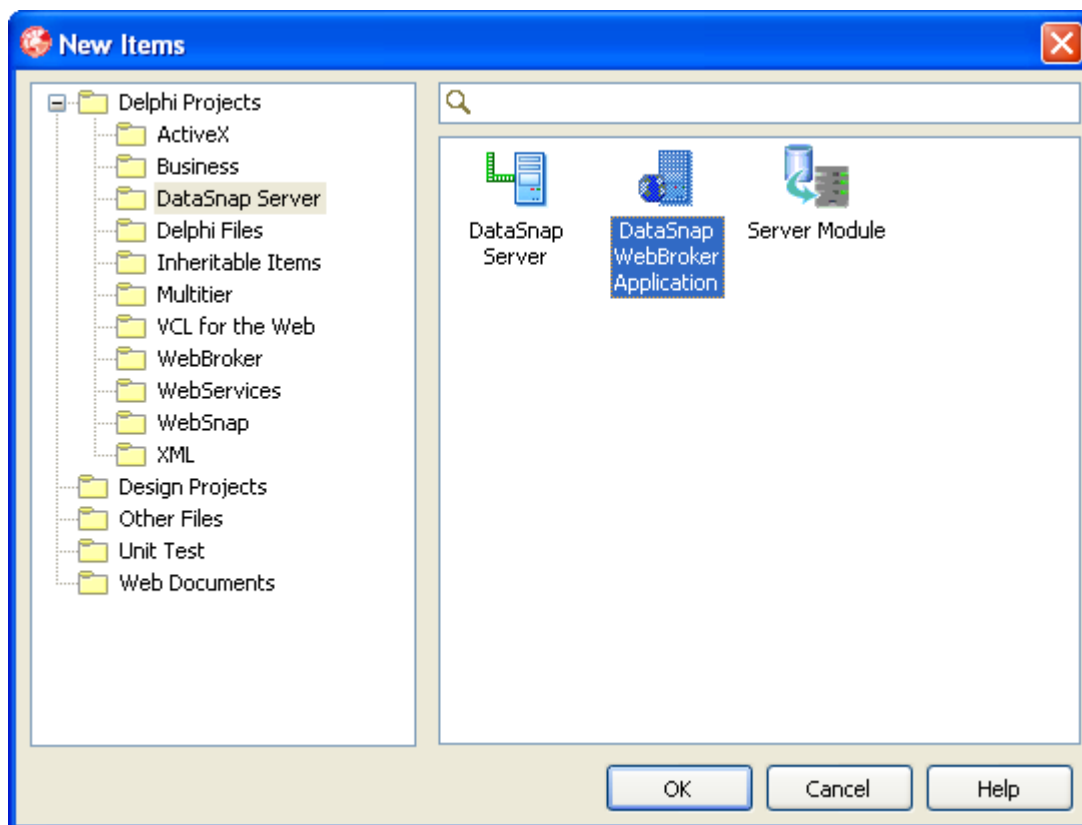 New Items
Delphi Projects
ActiveX
Business
DataSnap Server
Delphi Files
Inheritable Items
Multitier
VCL for the Web
WebBroker
WebServices
WebSnap
XML
Design Projects
Other Files
Unit Test
Web Documents
DataSnap
Server
DataSnap
WebBroker
Application
Server Module
OK
Cancel
Help